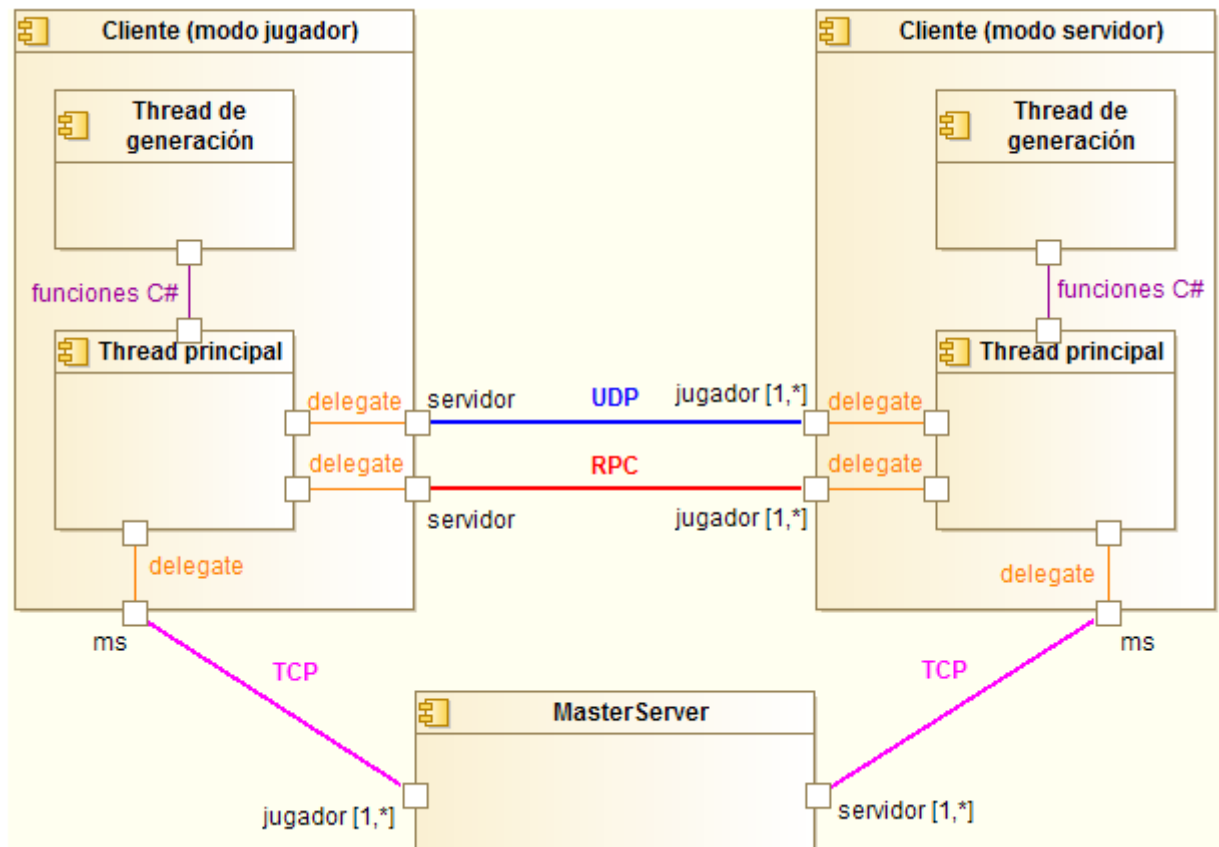 Cliente (modo jugador)
Cliente (modo servidor)
Thread de
generación
Thread de
generación
funciones C#
funciones C#
Thread principal
Thread principal
delegate
servidor
UDP
jugador [1,*]
delegate
delegate
RPC
delegate
servidor
jugador [1,*]
delegate
delegate
ms
ms
TCP
TCP
MasterServer
jugador [1,*]
servidor [1,*]